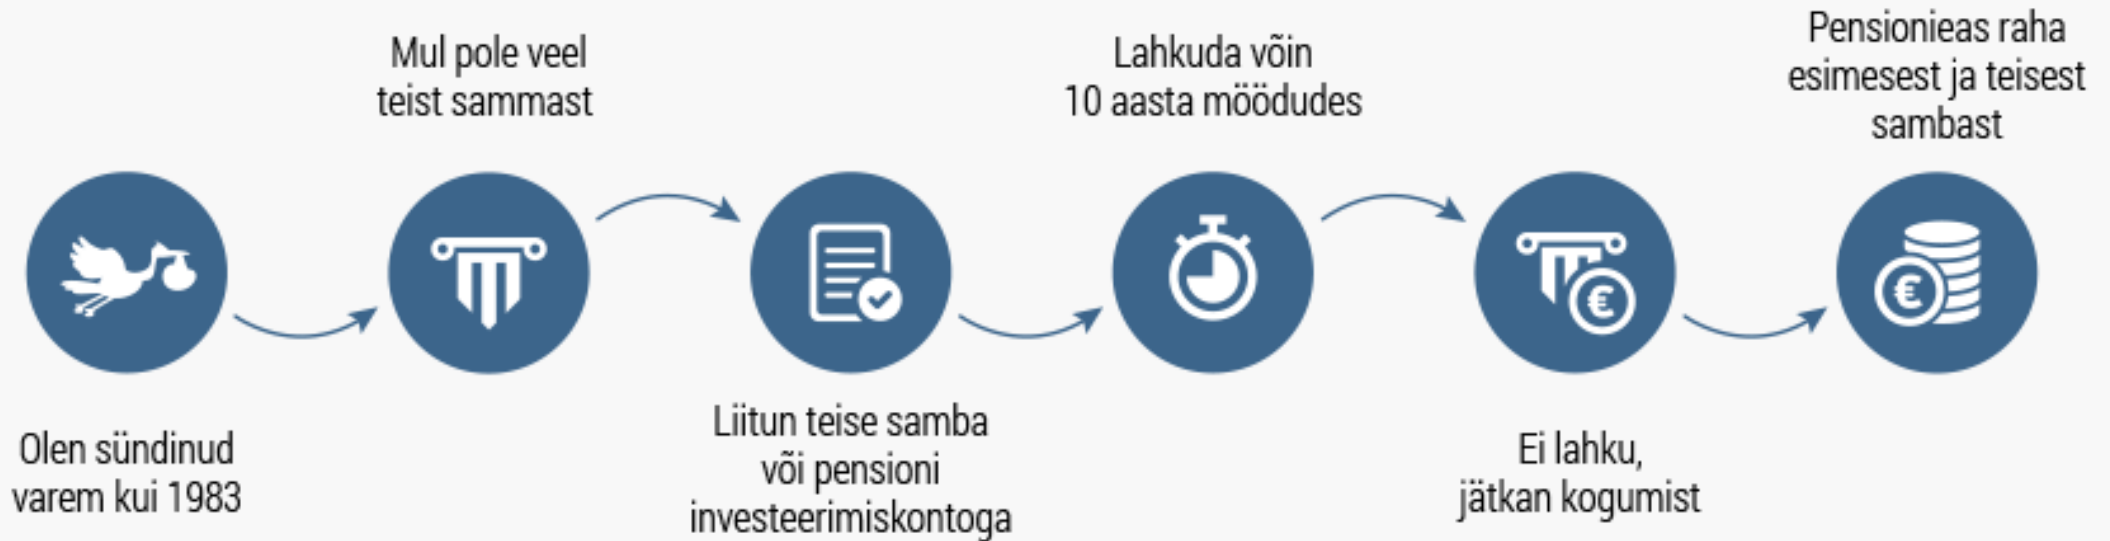 Olen sündinud
varem kui 1983
Mul pole veel
teist sammast
Liitun teise samba
või pensioni
investeerimiskontoga
Lahkuda võin
10 aasta möödudes
Ei lahku,
jätkan kogumist
Pensionieas raha
esimesest ja teisest
sambast